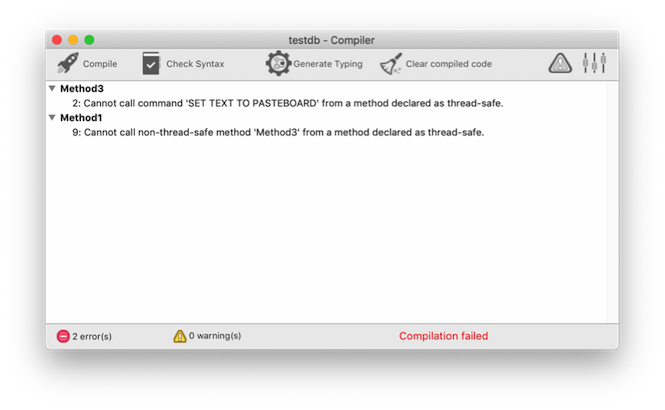 testdb - Compiler
Compile Check Syntax Generate Typing Clear compiled code
Method3
2: Cannot call command 'SET TEXT TO PASTEBOARD' from a method declared as thread-safe.
Method1
9: Cannot call non-thread-safe method 'Method3' from a method declared as thread-safe.
2 error(s) 0 warning(s) Compilation failed